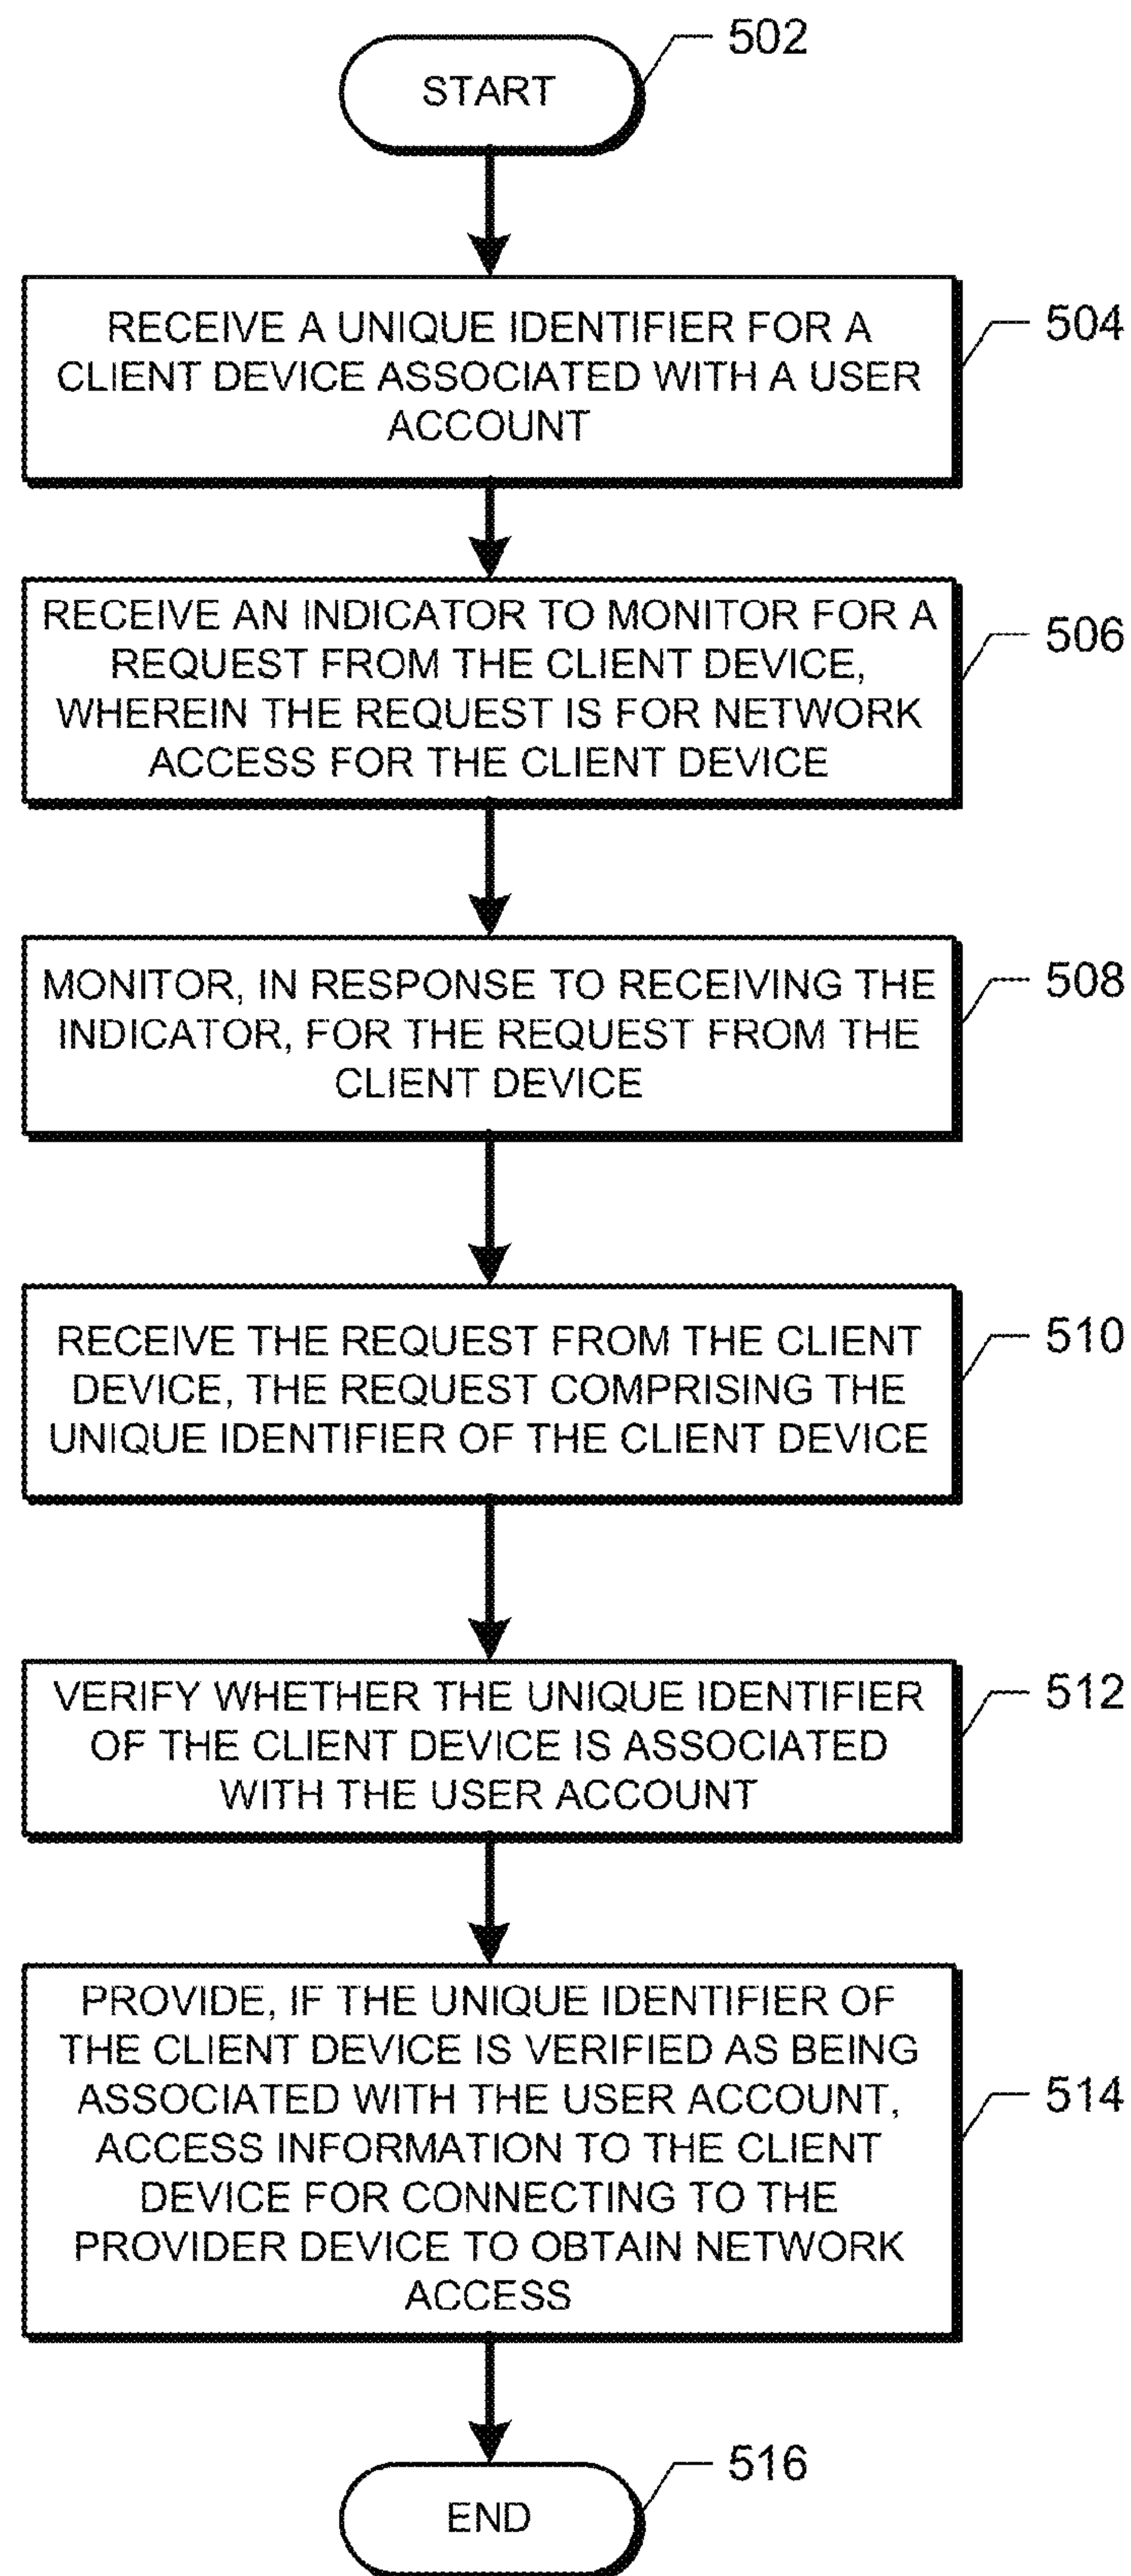 502
START
504
RECEIVE A UNIQUE IDENTIFIER FOR A
CLIENT DEVICE ASSOCIATED WITH A USER
ACCOUNT
506
RECEIVE AN INDICATOR TO MONITOR FOR A
REQUEST FROM THE CLIENT DEVICE,
WHEREIN THE REQUEST IS FOR NETWORK
ACCESS FOR THE CLIENT DEVICE
508
MONITOR, IN RESPONSE TO RECEIVING THE
INDICATOR, FOR THE REQUEST FROM THE
CLIENT DEVICE
510
RECEIVE THE REQUEST FROM THE CLIENT
DEVICE, THE REQUEST COMPRISING THE
UNIQUE IDENTIFIER OF THE CLIENT DEVICE
512
VERIFY WHETHER THE UNIQUE IDENTIFIER
OF THE CLIENT DEVICE IS ASSOCIATED
WITH THE USER ACCOUNT
514
PROVIDE, IF THE UNIQUE IDENTIFIER OF
THE CLIENT DEVICE IS VERIFIED AS BEING
ASSOCIATED WITH THE USER ACCOUNT,
ACCESS INFORMATION TO THE CLIENT
DEVICE FOR CONNECTING TO THE
PROVIDER DEVICE TO OBTAIN NETWORK
ACCESS
516
END